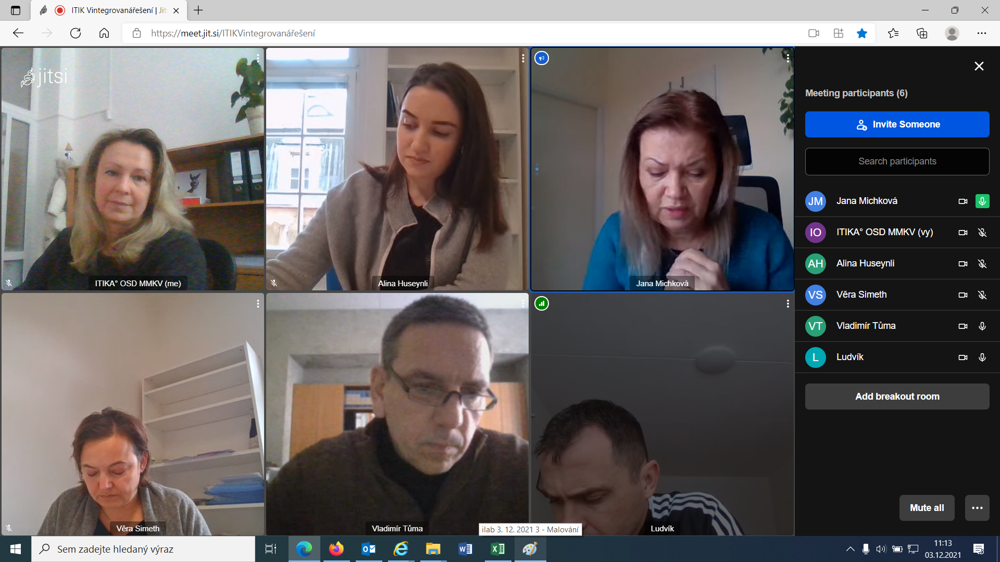 ITIK Vintegrovanářešení | Jit
https://meet.jit.si/ITIKVintegrovanářešení
jitsi
ITIKA° OSD MMKV (me)
Alina Huseynli
Jana Michková
Věra Simeth
Vladimír Tůma
Ludvík
Meeting participants (6)
Invite Someone
Search participants
JM Jana Michková
IO ITIKA° OSD MMKV (vy)
AH Alina Huseynli
VS Věra Simeth
VT Vladimír Tůma
L Ludvík
Add breakout room
Mute all
ilab 3. 12. 2021 3 - Malování
Sem zadejte hledaný výraz
11:13
03.12.2021